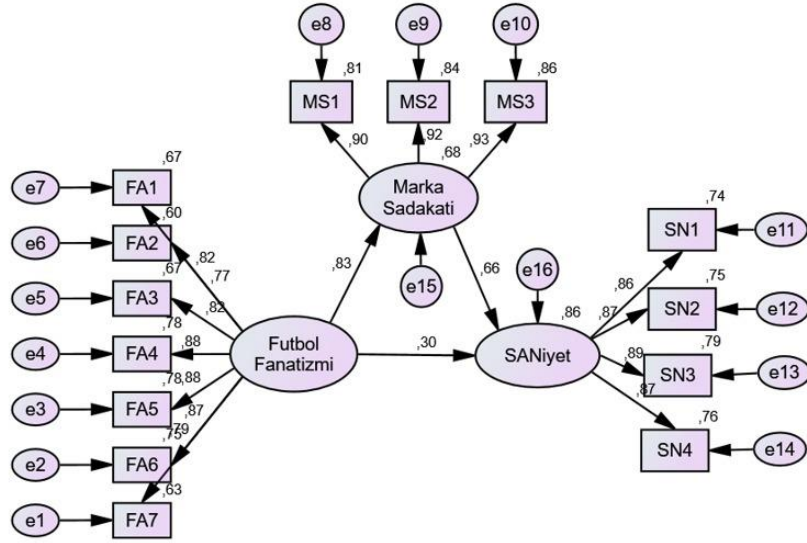 e8 e9 e10
,81 ,84 ,86
MS1 MS2 MS3
,90 ,92 ,93
,68
Marka
Sadakati
e15
e7 FA1 ,67
e6 FA2 ,60
e5 FA3 ,67
e4 FA4 ,78
e3 FA5 ,78
e2 FA6 ,75
e1 FA7 ,63
,82
,77
,82
,88
,88
,87
,79
Futbol
Fanatizmi
,83
,30
,66
e16
,86
SANiyet
,86
,87
,89
,87
,74
SN1 e11
,75
SN2 e12
,79
SN3 e13
,76
SN4 e14